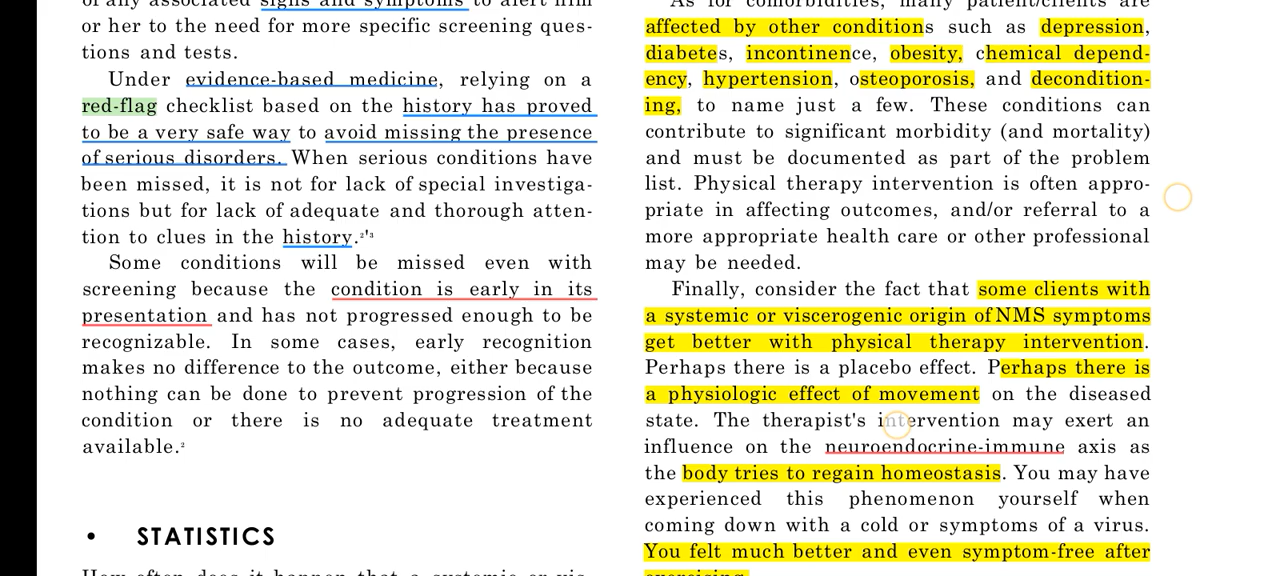 of any associated signs and symptoms to alert him
or her to the need for more specific screening ques-
tions and tests.
Under evidence-based medicine, relying on a
red-flag checklist based on the history has proved
to be a very safe way to avoid missing the presence
of serious disorders. When serious conditions have
been missed, it is not for lack of special investiga-
tions but for lack of adequate and thorough atten-
tion to clues in the history.²'³
Some conditions will be missed even with
screening because the condition is early in its
presentation and has not progressed enough to be
recognizable. In some cases, early recognition
makes no difference to the outcome, either because
nothing can be done to prevent progression of the
condition or there is no adequate treatment
available.²
• STATISTICS
How often does it happen that a systemic or vis-
As for comorbidities, many patient/clients are
affected by other conditions such as depression,
diabetes, incontinence, obesity, chemical depend-
ency, hypertension, osteoporosis, and decondition-
ing, to name just a few. These conditions can
contribute to significant morbidity (and mortality)
and must be documented as part of the problem
list. Physical therapy intervention is often appro-
priate in affecting outcomes, and/or referral to a
more appropriate health care or other professional
may be needed.
Finally, consider the fact that some clients with
a systemic or viscerogenic origin of NMS symptoms
get better with physical therapy intervention.
Perhaps there is a placebo effect. Perhaps there is
a physiologic effect of movement on the diseased
state. The therapist's intervention may exert an
influence on the neuroendocrine-immune axis as
the body tries to regain homeostasis. You may have
experienced this phenomenon yourself when
coming down with a cold or symptoms of a virus.
You felt much better and even symptom-free after
exercising.